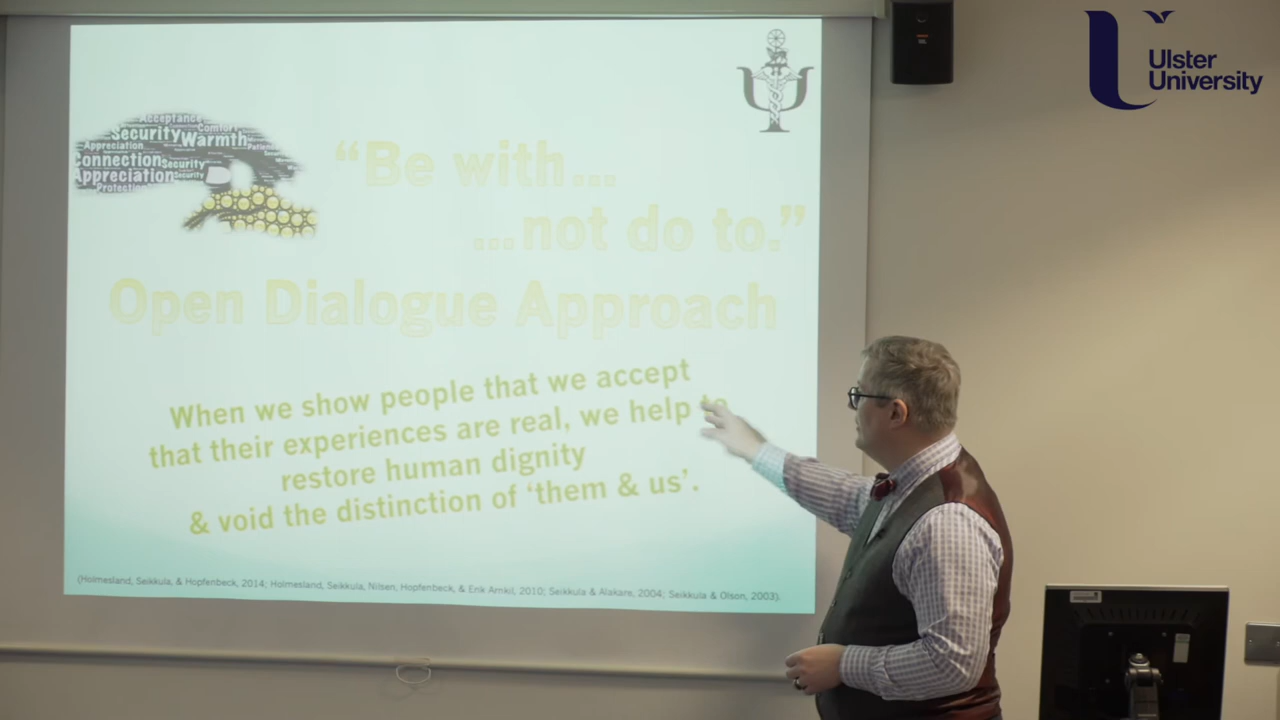 Ulster
University
Acceptance
Security Comfort
Appreciation Warmth
Connection Security
Appreciation Security
“Be with...
...not do to.”
Open Dialogue Approach
When we show people that we accept
that their experiences are real, we help to
restore human dignity
& void the distinction of ‘them & us’.
(Holmesland, Seikkula, & Hopfenbeck, 2014; Holmesland, Seikkula, Nilsen, Hopfenbeck, & Erik Arnkil, 2010; Seikkula & Alakare, 2004; Seikkula & Olson, 2003).